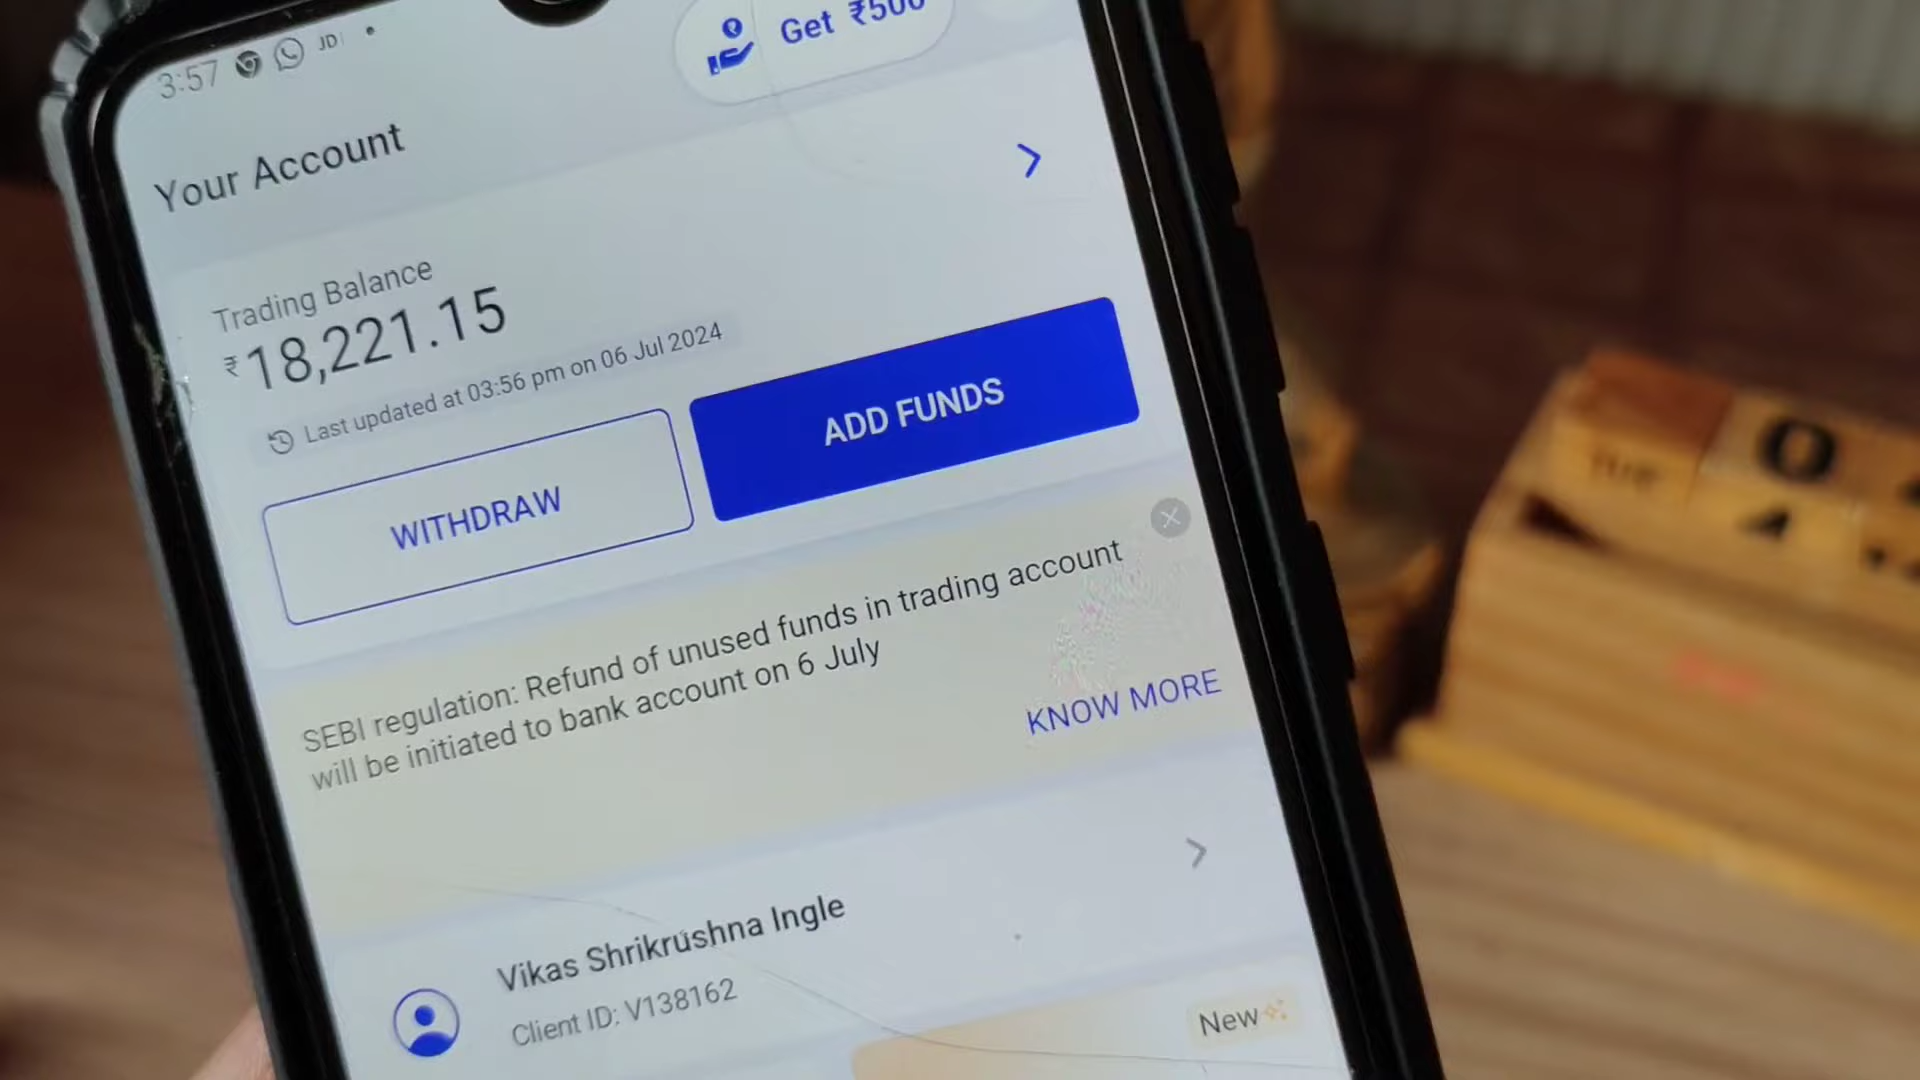 3:57 JD
Get ₹500
Your Account
Trading Balance
₹18,221.15
Last updated at 03:56 pm on 06 Jul 2024
WITHDRAW
ADD FUNDS
SEBI regulation: Refund of unused funds in trading account
will be initiated to bank account on 6 July
KNOW MORE
Vikas Shrikrushna Ingle
Client ID: V138162
New
TUE
0